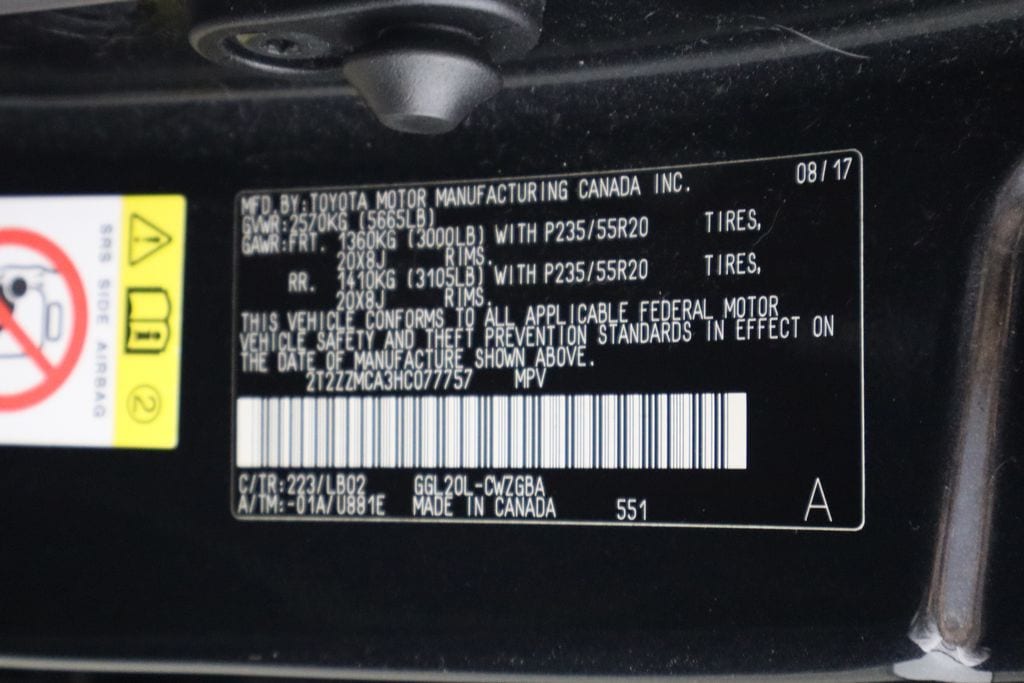 MFD. BY: TOYOTA MOTOR MANUFACTURING CANADA INC. 08/17
GVWR: 2570KG (5665LB)
GAWR: FRT. 1360KG (3000LB) WITH P235/55R20 TIRES,
20X8J RIMS.
RR. 1410KG (3105LB) WITH P235/55R20 TIRES,
20X8J RIMS.
THIS VEHICLE CONFORMS TO ALL APPLICABLE FEDERAL MOTOR
VEHICLE SAFETY AND THEFT PREVENTION STANDARDS IN EFFECT ON
THE DATE OF MANUFACTURE SHOWN ABOVE.
2T2ZZMCA3HC077757 MPV
C/TR: 223/LB02 GGL20L-CWZGBA
A/TM: -01A/U881E MADE IN CANADA 551
A
SRS SIDE AIRBAG
2